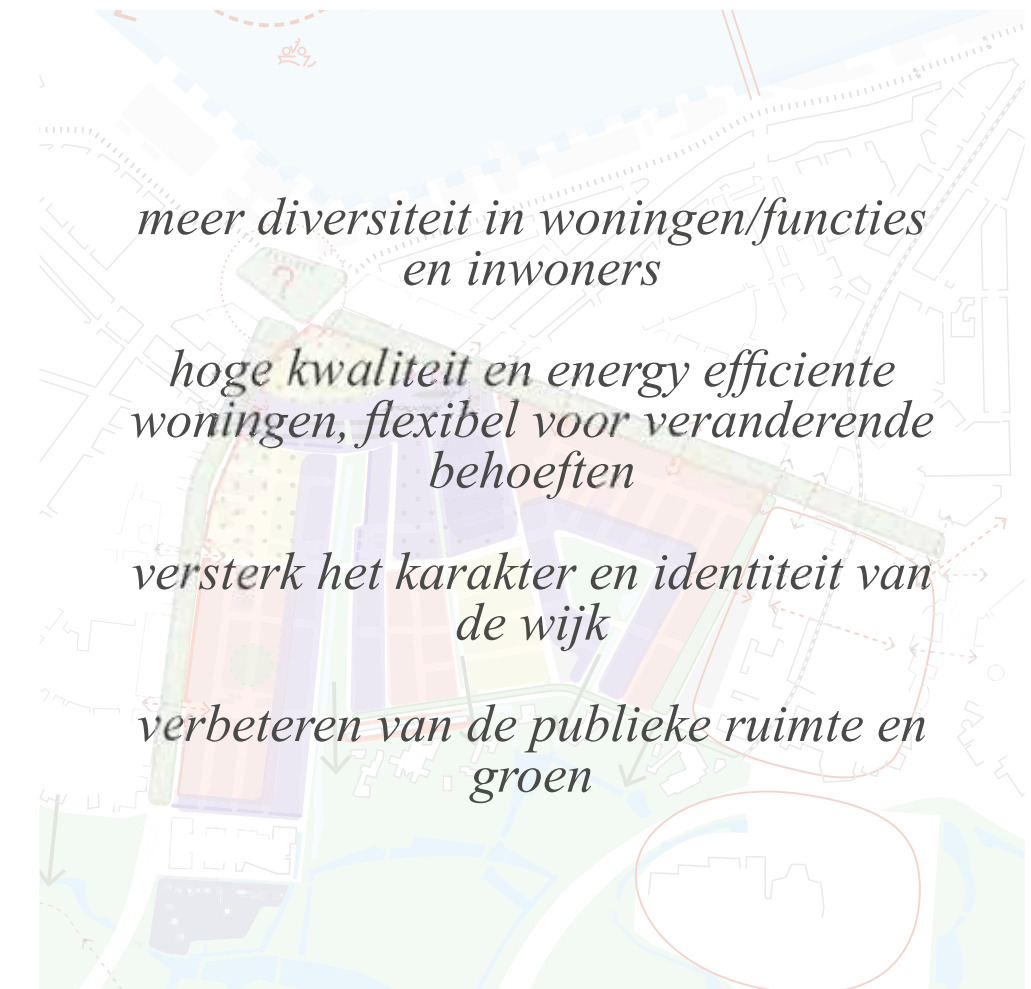 meer diversiteit in woningen/functies
en inwoners
hoge kwaliteit en energy efficiente
woningen, flexibel voor veranderende
behoeften
versterk het karakter en identiteit van
de wijk
verbeteren van de publieke ruimte en
groen